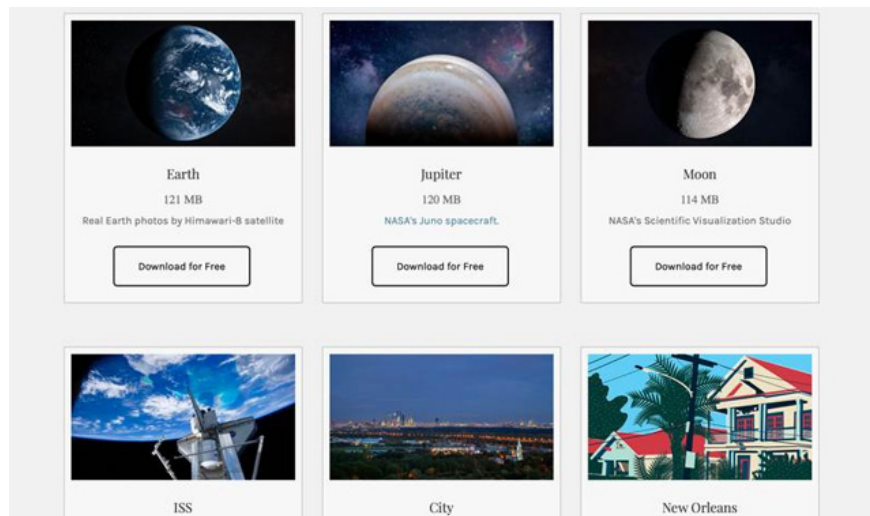 Earth
121 MB
Real Earth photos by Himawari-8 satellite
Download for Free
Jupiter
120 MB
NASA's Juno spacecraft.
Download for Free
Moon
114 MB
NASA's Scientific Visualization Studio
Download for Free
ISS
City
New Orleans